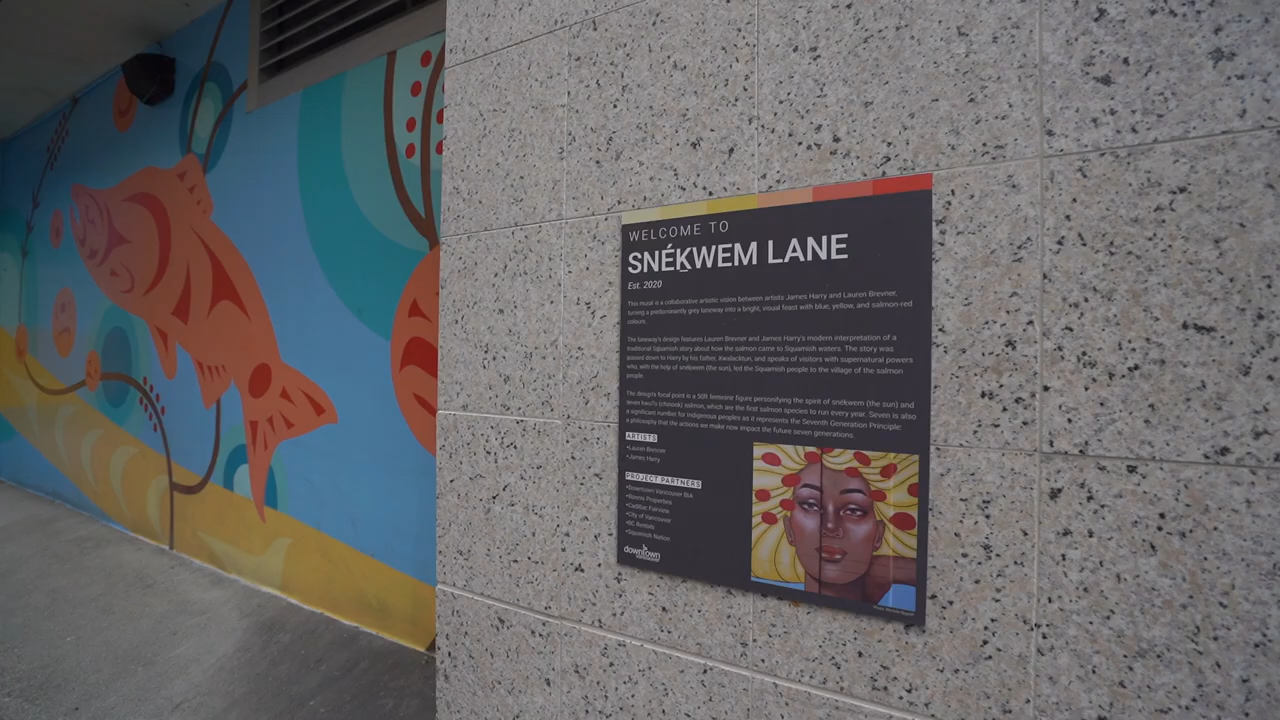 WELCOME TO
SNÉḴWEM LANE
Est. 2020
This mural is a collaborative artistic vision between artists James Harry and Lauren Brevner,
turning a predominantly grey laneway into a bright, visual feast with blue, yellow, and salmon-red
colours.
The laneway's design features Lauren Brevner and James Harry's modern interpretation of a
traditional Squamish story about how the salmon came to Squamish waters. The story was
passed down to Harry by his father, Xwalacktun, and speaks of visitors with supernatural powers
who, with the help of snéḵwem (the sun), led the Squamish people to the village of the salmon
people.
The design's focal point is a 50ft feminine figure personifying the spirit of snéḵwem (the sun) and
seven (chinook) salmon, which are the first salmon species to run every year. Seven is also
a significant number for Indigenous peoples as it represents the Seventh Generation Principle:
a philosophy that the actions we make now impact the future seven generations.
ARTISTS
•Lauren Brevner
•James Harry
PROJECT PARTNERS
•Downtown Vancouver BIA
•Revera Properties
•Cadillac Fairview
•City of Vancouver
•BC Rentals
•Squamish Nation
downtown
vancouver